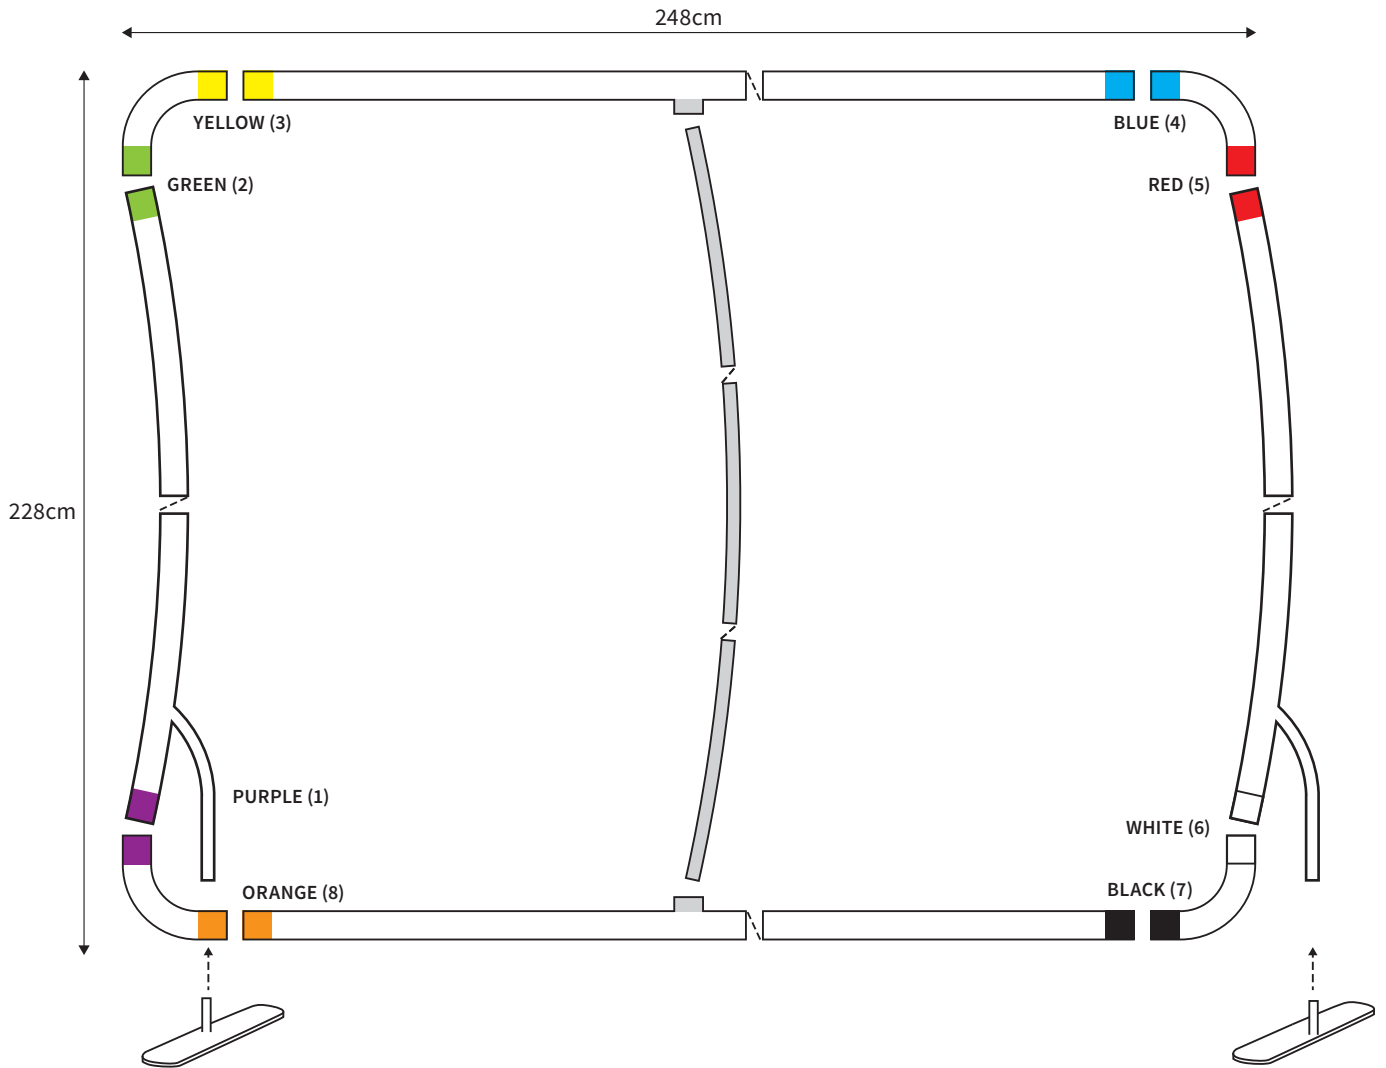 248cm
YELLOW (3)
BLUE (4)
GREEN (2)
RED (5)
228cm
PURPLE (1)
WHITE (6)
ORANGE (8)
BLACK (7)